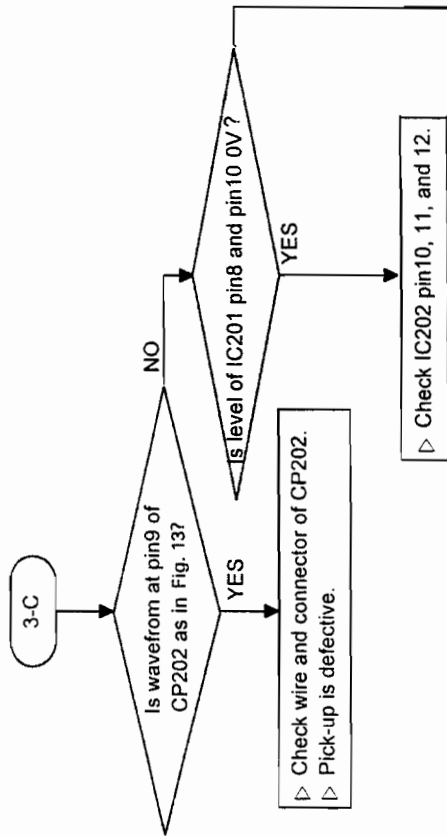 3-C
Is wavefrom at pin9 of
CP202 as in Fig. 13?
NO
YES
▷ Check wire and connector of CP202.
▷ Pick-up is defective.
Is level of IC201 pin8 and pin10 0V?
YES
▷ Check IC202 pin10, 11, and 12.